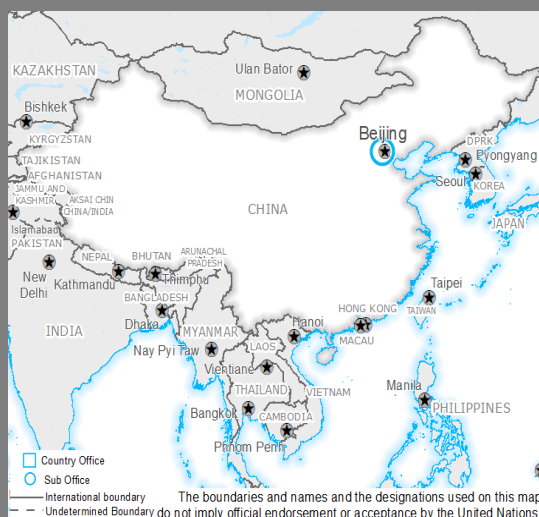 KAZAKHSTAN
Ulan Bator
MONGOLIA
Bishkek
KYRGYZSTAN
Beijing
DPRK
Pyongyang
TAJIKISTAN
AFGHANISTAN
Seoul
KOREA
JAMMU AND
KASHMIR
AKSAI CHIN
CHINA/INDIA
CHINA
JAPAN
Islamabad
PAKISTAN
NEPAL
BHUTAN
ARUNACHAL
PRADESH
New
Delhi
Kathmandu
Thimphu
Taipei
BANGLADESH
HONG KONG
TAIWAN
Dhaka
INDIA
MYANMAR
Hanoi
MACAU
Nay Pyi Taw
LAOS
Vientiane
THAILAND
VIETNAM
Manila
Bangkok
CAMBODIA
PHILIPPINES
Phnom Penh
Country Office
Sub Office
International boundary
Undetermined Boundary
The boundaries and names and the designations used on this map
do not imply official endorsement or acceptance by the United Nations